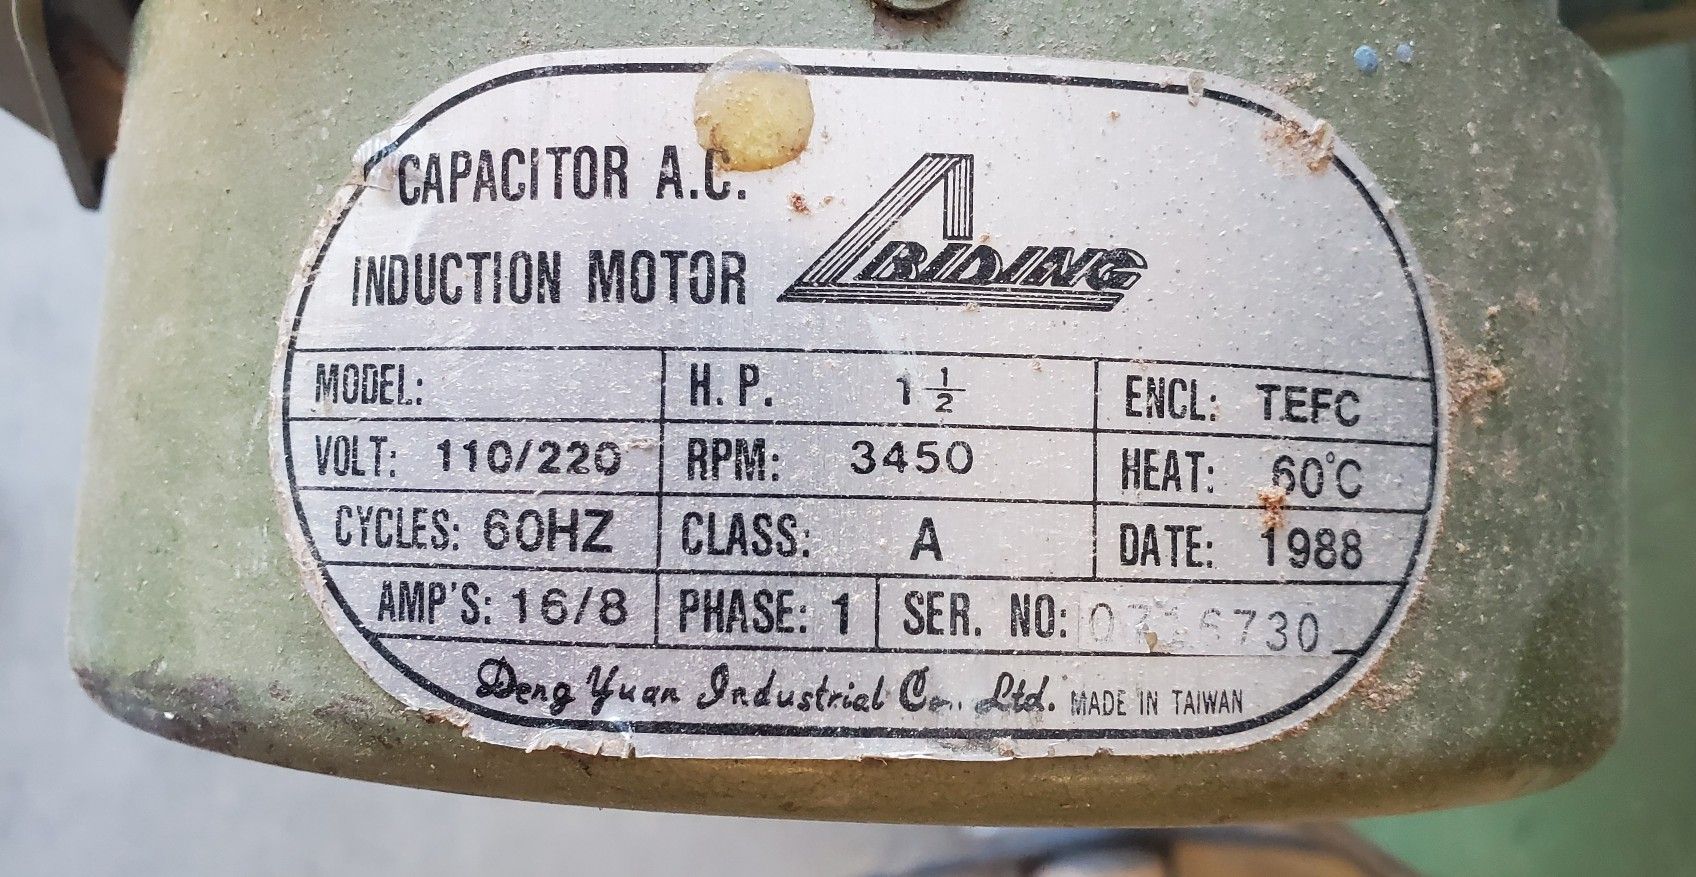 CAPACITOR A.C.
INDUCTION MOTOR
BIDING
MODEL: H.P. 1 1/2 ENCL: TEFC
VOLT: 110/220 RPM: 3450 HEAT: 60°C
CYCLES: 60HZ CLASS: A DATE: 1988
AMP'S: 16/8 PHASE: 1 SER. NO:
Deng Yuan Industrial Co., Ltd. MADE IN TAIWAN